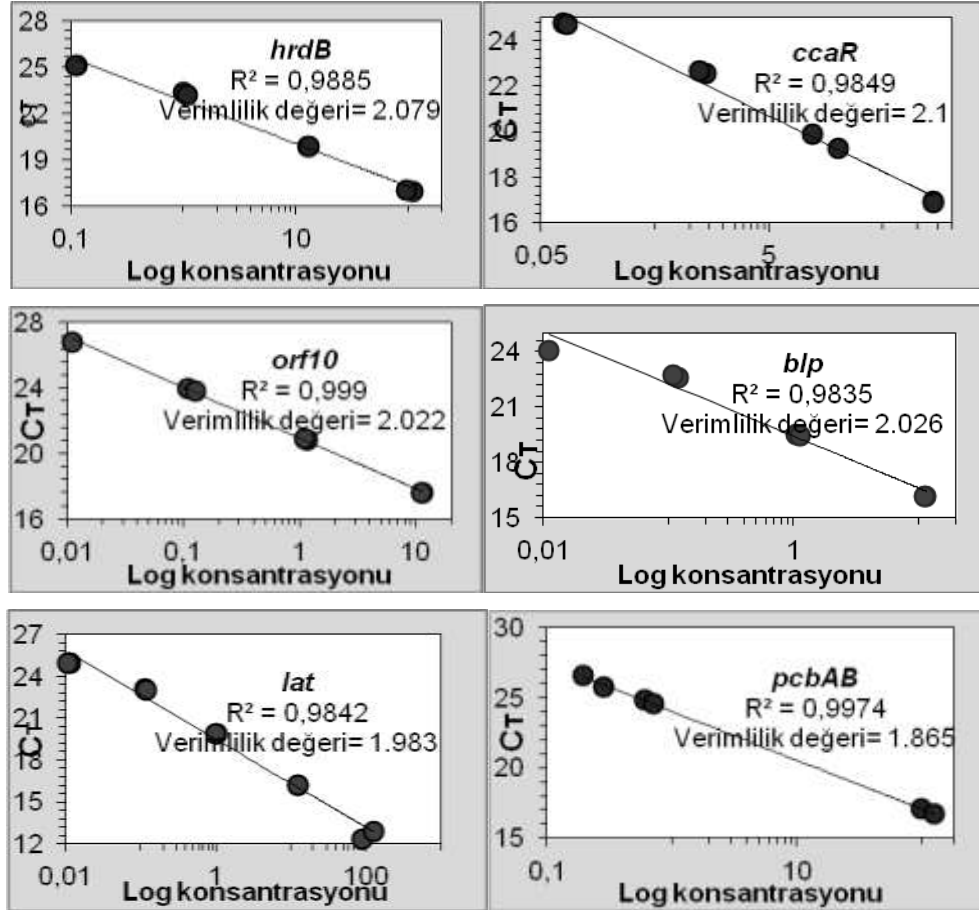 28
25
22
19
16
CT
hrdB
R² = 0,9885
Verimlilik değeri= 2.079
0,1
10
Log konsantrasyonu
24
22
20
18
16
CT
ccaR
R² = 0,9849
Verimlilik değeri= 2.1
0,05
5
Log konsantrasyonu
28
24
20
16
CT
orf10
R² = 0,999
Verimlilik değeri= 2.022
0,01
0,1
1
10
Log konsantrasyonu
24
21
18
15
CT
blp
R² = 0,9835
Verimlilik değeri= 2.026
0,01
1
Log konsantrasyonu
27
24
21
18
15
12
CT
lat
R² = 0,9842
Verimlilik değeri= 1.983
0,01
1
100
Log konsantrasyonu
30
25
20
15
CT
pcbAB
R² = 0,9974
Verimlilik değeri= 1.865
0,1
10
Log konsantrasyonu